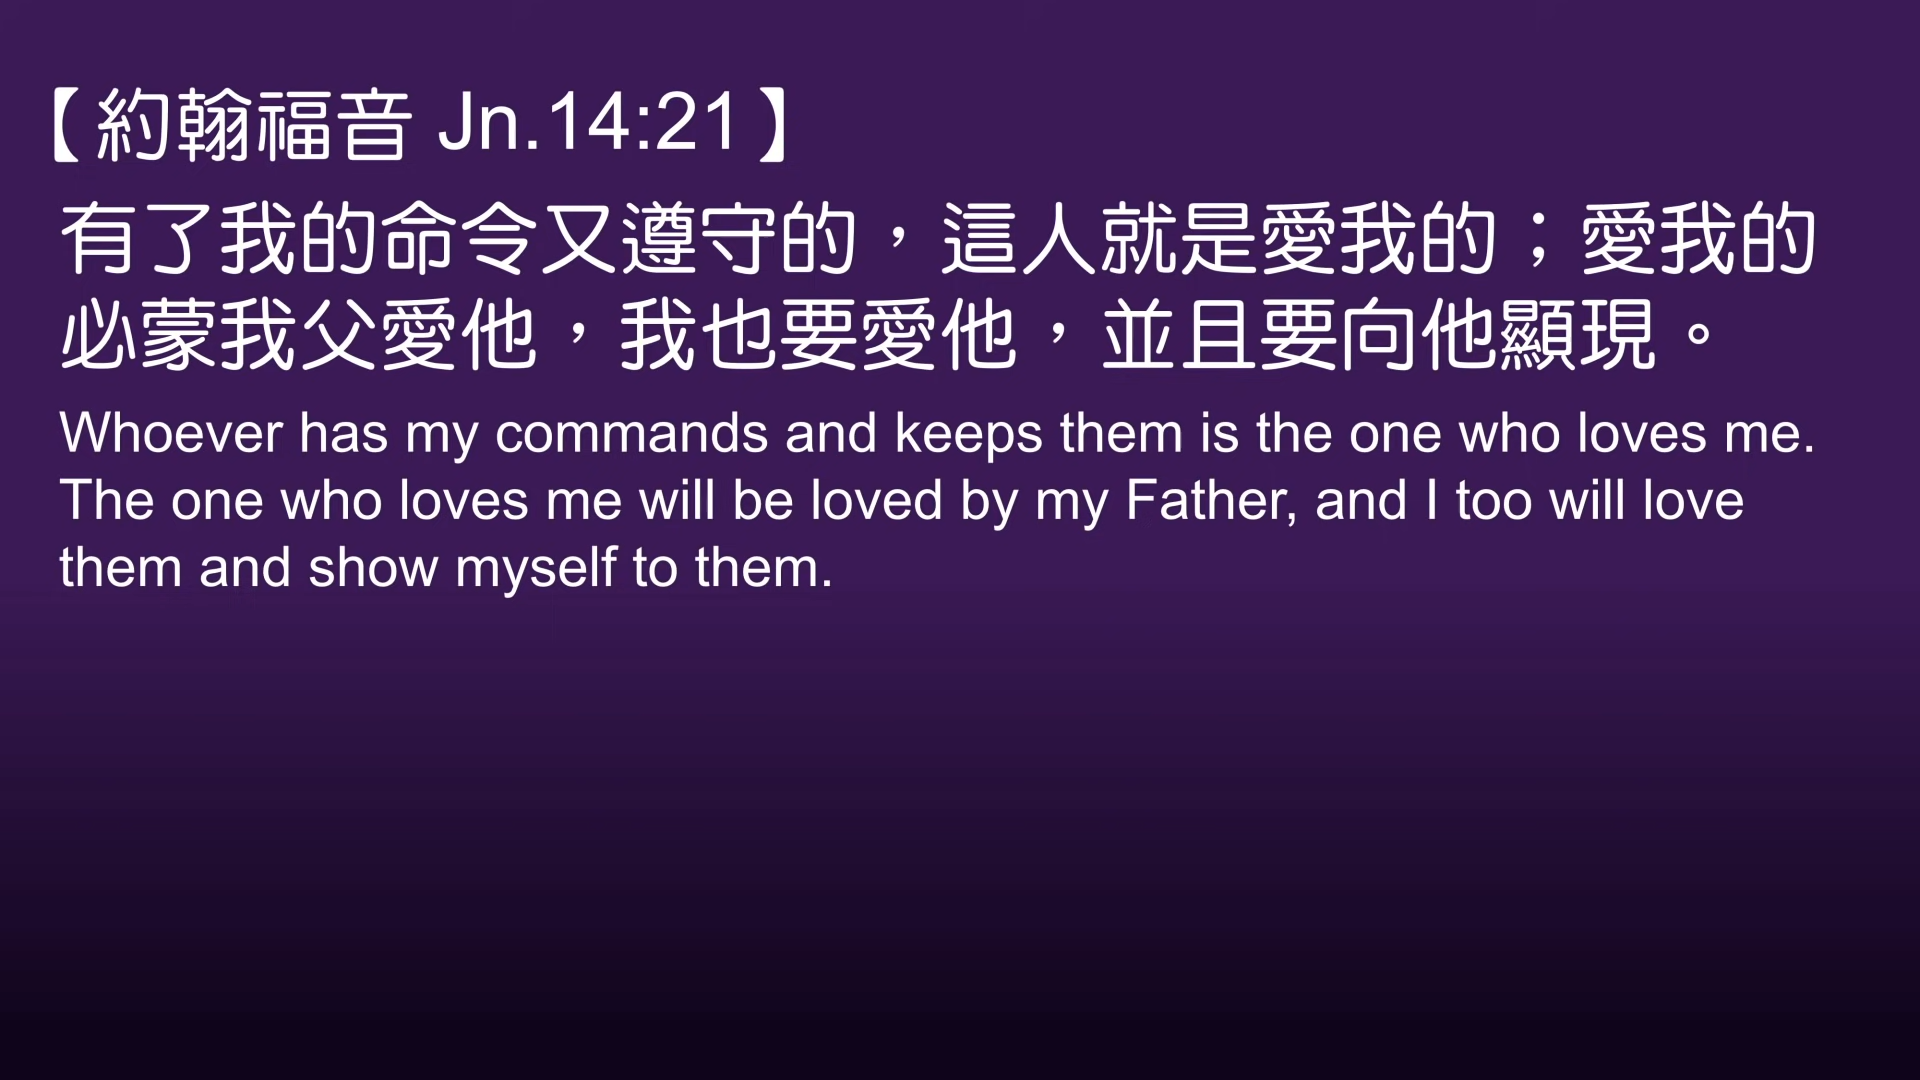 【約翰福音 Jn.14:21】
有了我的命令又遵守的，這人就是愛我的；愛我的
必蒙我父愛他，我也要愛他，並且要向他顯現。
Whoever has my commands and keeps them is the one who loves me.
The one who loves me will be loved by my Father, and I too will love
them and show myself to them.